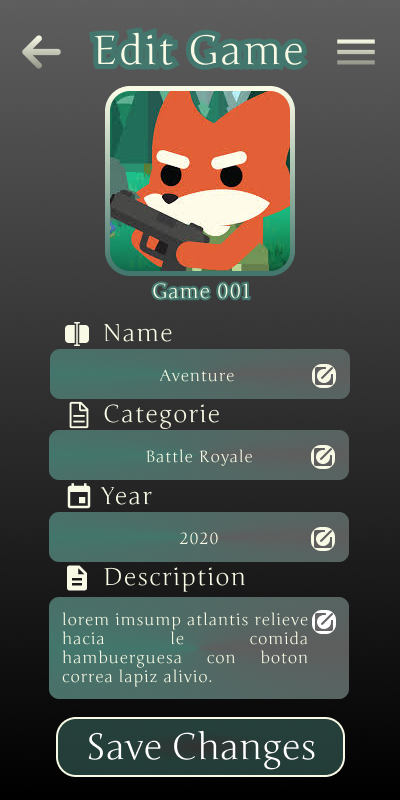 Edit Game
Game 001
Name
Aventure
Categorie
Battle Royale
Year
2020
Description
lorem imsump atlantis relieve
hacia le comida
hambuerguesa con boton
correa lapiz alivio.
Save Changes